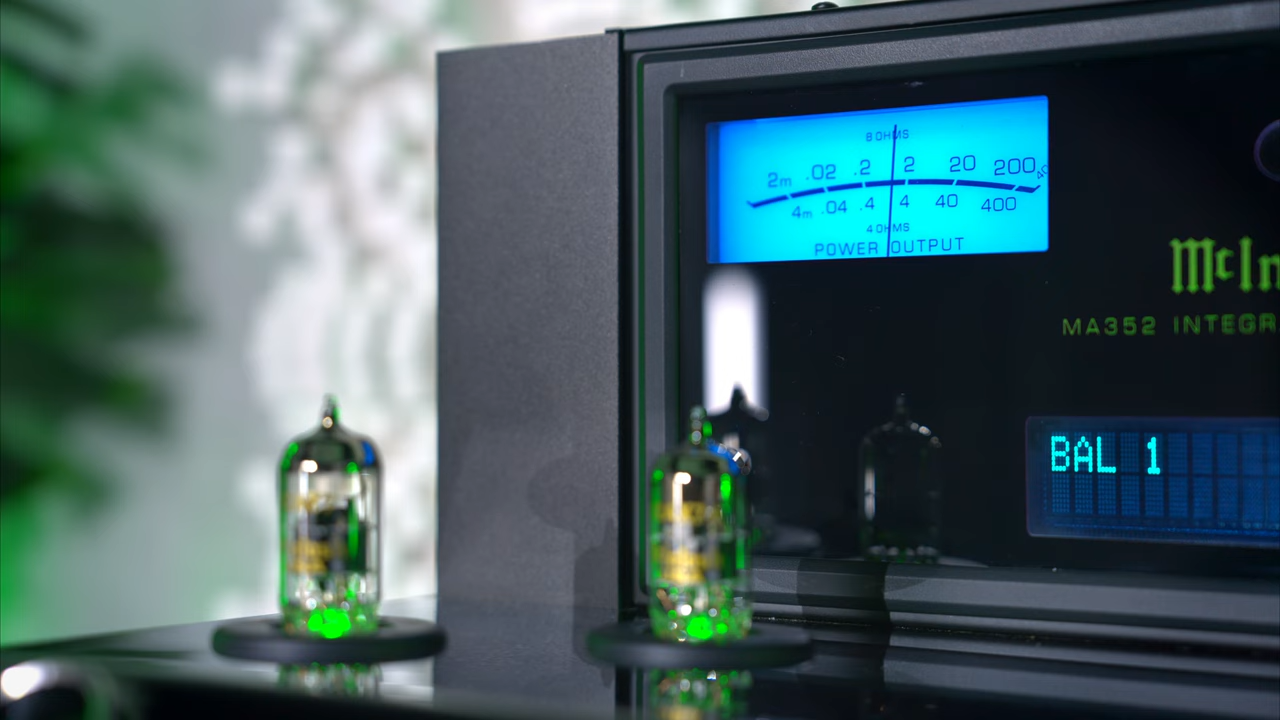 8 OHMS
2m .02 .2 2 20 200
4m .04 .4 4 40 400
4 OHMS
POWER OUTPUT
McIn
MA352 INTEGR
BAL 1